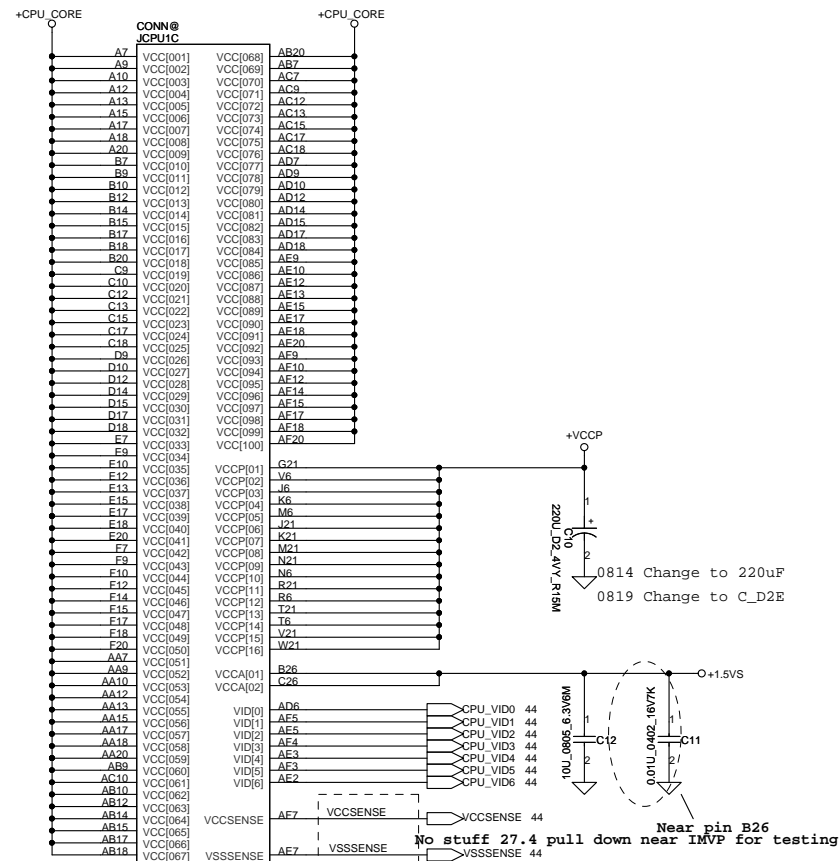 +CPU_CORE +CPU_CORE
CONN@
JCPU1C
A7 VCC[001] VCC[068] AB20
A9 VCC[002] VCC[069] AB7
A10 VCC[003] VCC[070] AC7
A12 VCC[004] VCC[071] AC9
A13 VCC[005] VCC[072] AC12
A15 VCC[006] VCC[073] AC13
A17 VCC[007] VCC[074] AC15
A18 VCC[008] VCC[075] AC17
A20 VCC[009] VCC[076] AC18
B7 VCC[010] VCC[077] AD7
B9 VCC[011] VCC[078] AD9
B10 VCC[012] VCC[079] AD10
B12 VCC[013] VCC[080] AD12
B14 VCC[014] VCC[081] AD14
B15 VCC[015] VCC[082] AD15
B17 VCC[016] VCC[083] AD17
B18 VCC[017] VCC[084] AD18
B20 VCC[018] VCC[085] AE9
C9 VCC[019] VCC[086] AE10
C10 VCC[020] VCC[087] AE12
C12 VCC[021] VCC[088] AE13
C13 VCC[022] VCC[089] AE15
C15 VCC[023] VCC[090] AE17
C17 VCC[024] VCC[091] AE18
C18 VCC[025] VCC[092] AE20
D9 VCC[026] VCC[093] AF9
D10 VCC[027] VCC[094] AF10
D12 VCC[028] VCC[095] AF12
D14 VCC[029] VCC[096] AF14
D15 VCC[030] VCC[097] AF15
D17 VCC[031] VCC[098] AF17
D18 VCC[032] VCC[099] AF18
E7 VCC[033] VCC[100] AF20
E9 VCC[034]
E10 VCC[035] VCCP[01] G21
E12 VCC[036] VCCP[02] V6
E13 VCC[037] VCCP[03] J6
E15 VCC[038] VCCP[04] K6
E17 VCC[039] VCCP[05] M6
E18 VCC[040] VCCP[06] J21
E20 VCC[041] VCCP[07] K21
F7 VCC[042] VCCP[08] M21
F9 VCC[043] VCCP[09] N21
F10 VCC[044] VCCP[10] N6
F12 VCC[045] VCCP[11] R21
F14 VCC[046] VCCP[12] R6
F15 VCC[047] VCCP[13] T21
F17 VCC[048] VCCP[14] T6
F18 VCC[049] VCCP[15] V21
F20 VCC[050] VCCP[16] W21
AA7 VCC[051]
AA9 VCC[052] VCCA[01] B26
AA10 VCC[053] VCCA[02] C26
AA12 VCC[054]
AA13 VCC[055] VID[0] AD6 CPU_VID0 44
AA15 VCC[056] VID[1] AF5 CPU_VID1 44
AA17 VCC[057] VID[2] AE5 CPU_VID2 44
AA18 VCC[058] VID[3] AF4 CPU_VID3 44
AA20 VCC[059] VID[4] AE3 CPU_VID4 44
AB9 VCC[060] VID[5] AF3 CPU_VID5 44
AC10 VCC[061] VID[6] AE2 CPU_VID6 44
AB10 VCC[062]
AB12 VCC[063]
AB14 VCC[064] VCCSENSE AF7 VCCSENSE VCCSENSE 44
AB15 VCC[065]
AB17 VCC[066]
AB18 VCC[067] VSSSENSE AE7 VSSSENSE VSSSENSE 44
+VCCP
1
+
2
C10
220U_D2_4VY_R15M
0814 Change to 220uF
0819 Change to C_D2E
+1.5VS
10U_0805_6.3V6M
1
C12
2
0.01U_0402_16V7K
1
C11
2
Near pin B26
No stuff 27.4 pull down near IMVP for testing